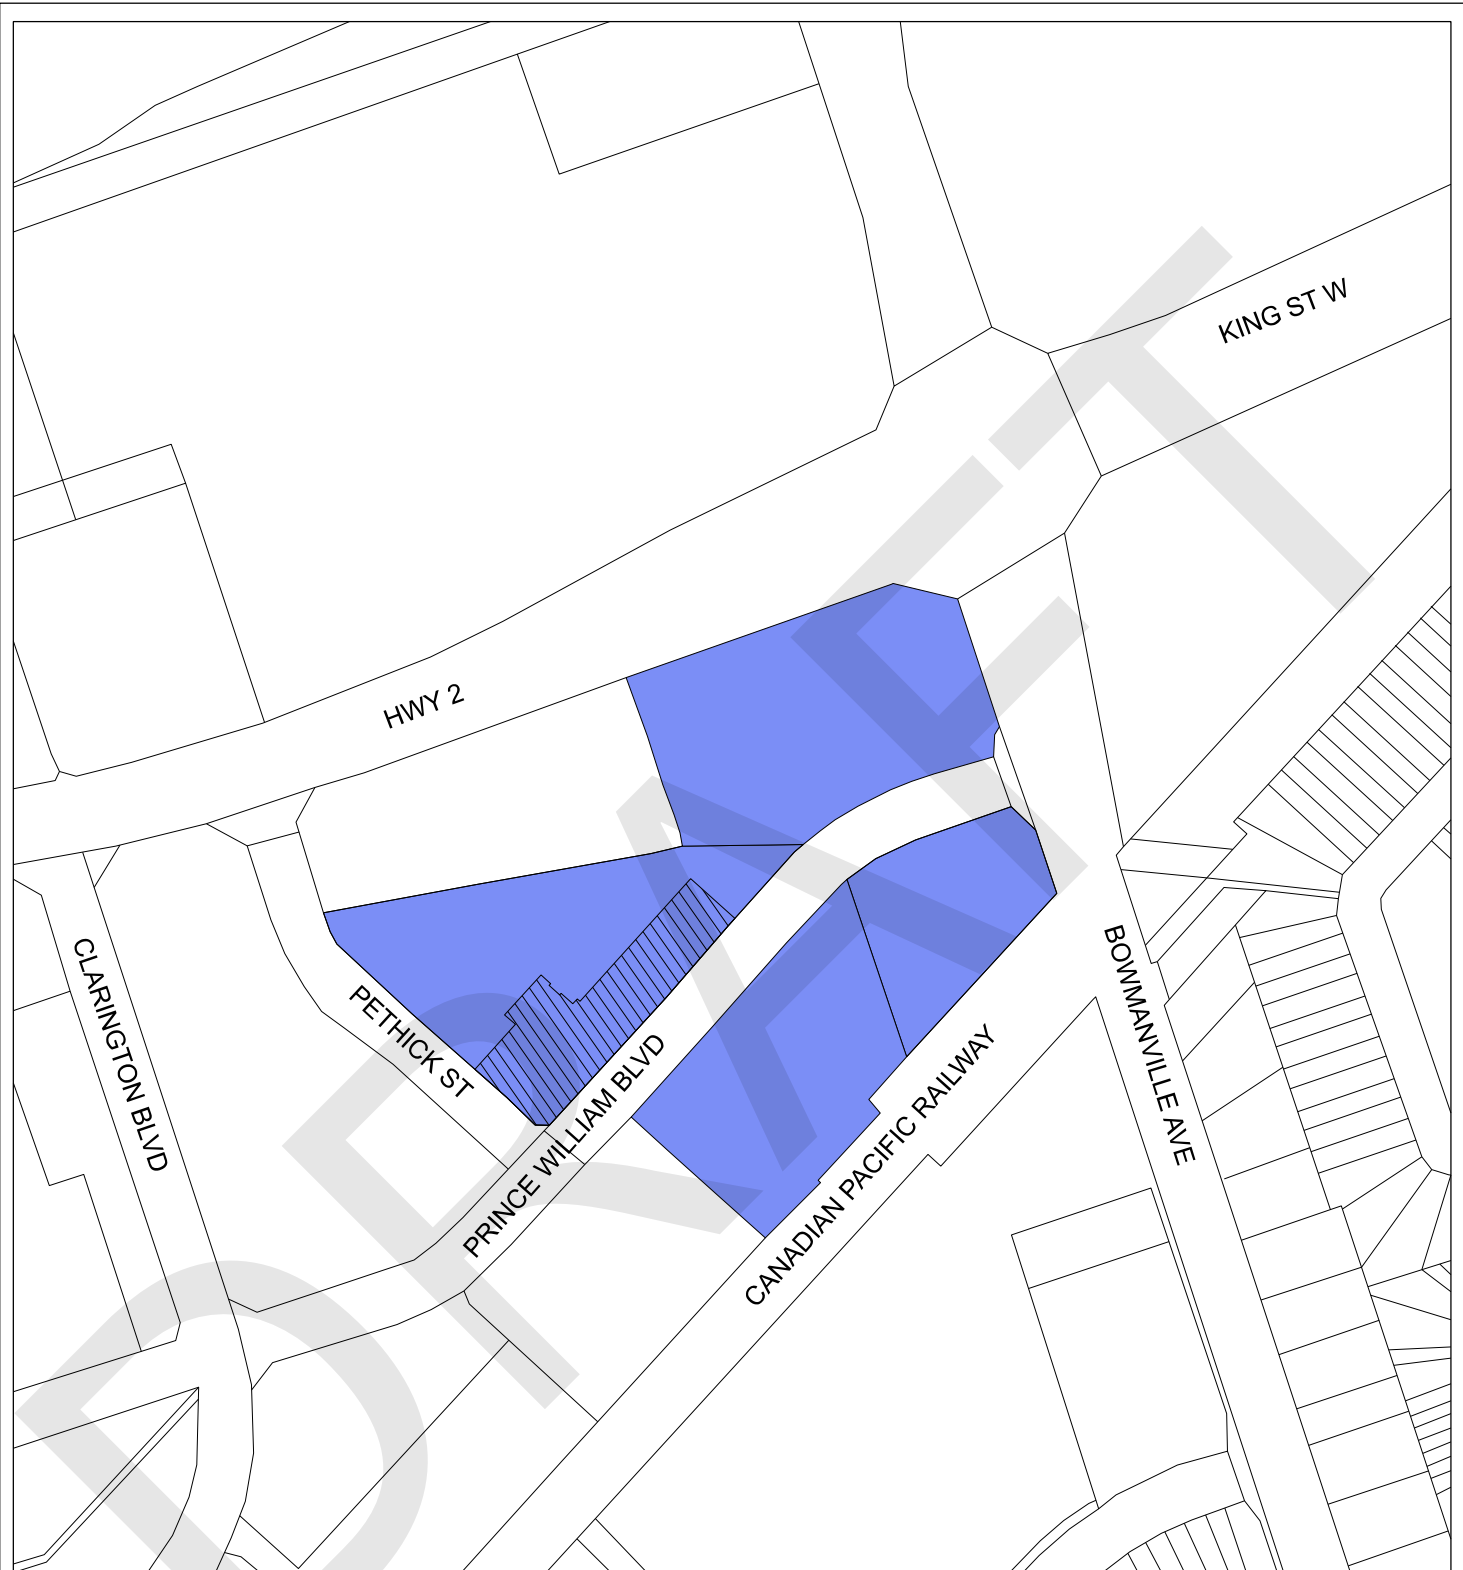 KING ST W
HWY 2
CLARINGTON BLVD
PETHICK ST
PRINCE WILLIAM BLVD
CANADIAN PACIFIC RAILWAY
BOWMANVILLE AVE
DRAFT